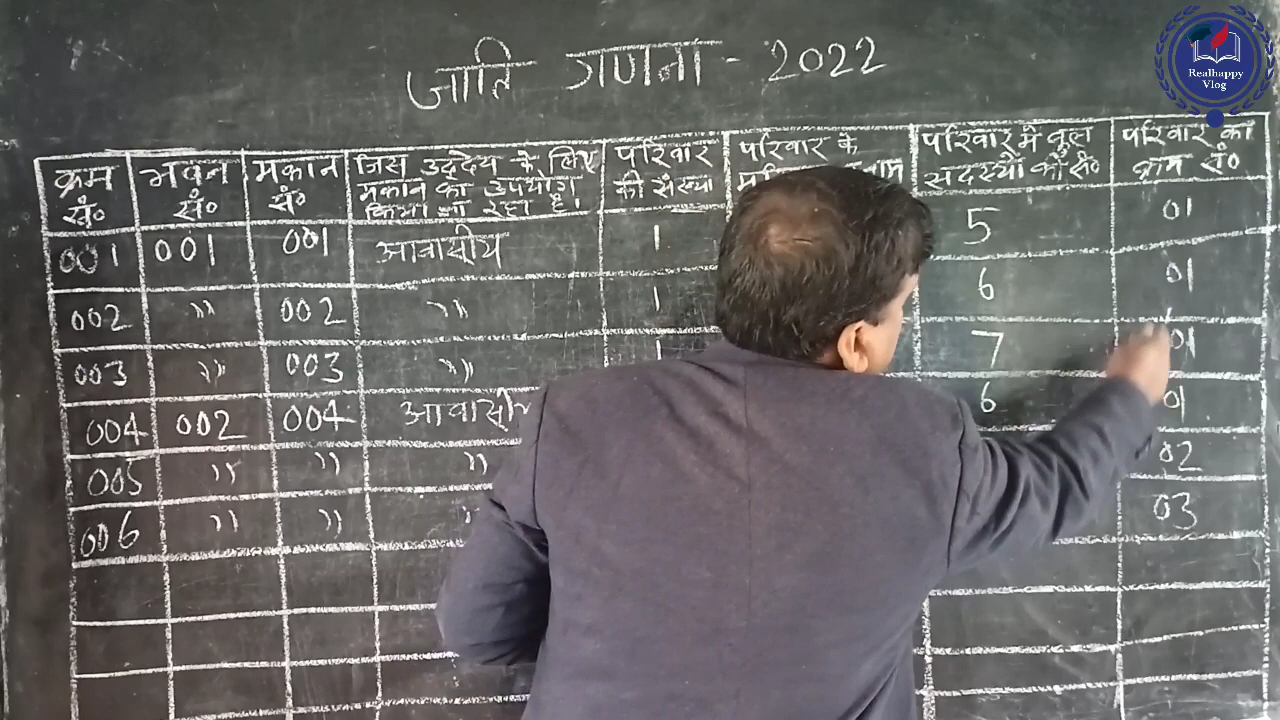 जाति गणना - 2022
Realhappy
Vlog
क्रम सं० भवन सं० मकान सं० जिस उद्देश्य के लिए मकान का उपयोग किया जा रहा है। परिवार की संख्या परिवार के परिवार में कुल सदस्यों की सं० परिवार का क्रम सं०
001 001 001 आवासीय 1 5 01
002 " 002 " 1 6 01
003 " 003 " 1 7 01
004 002 004 6 01
005 " " " 02
006 " " 03